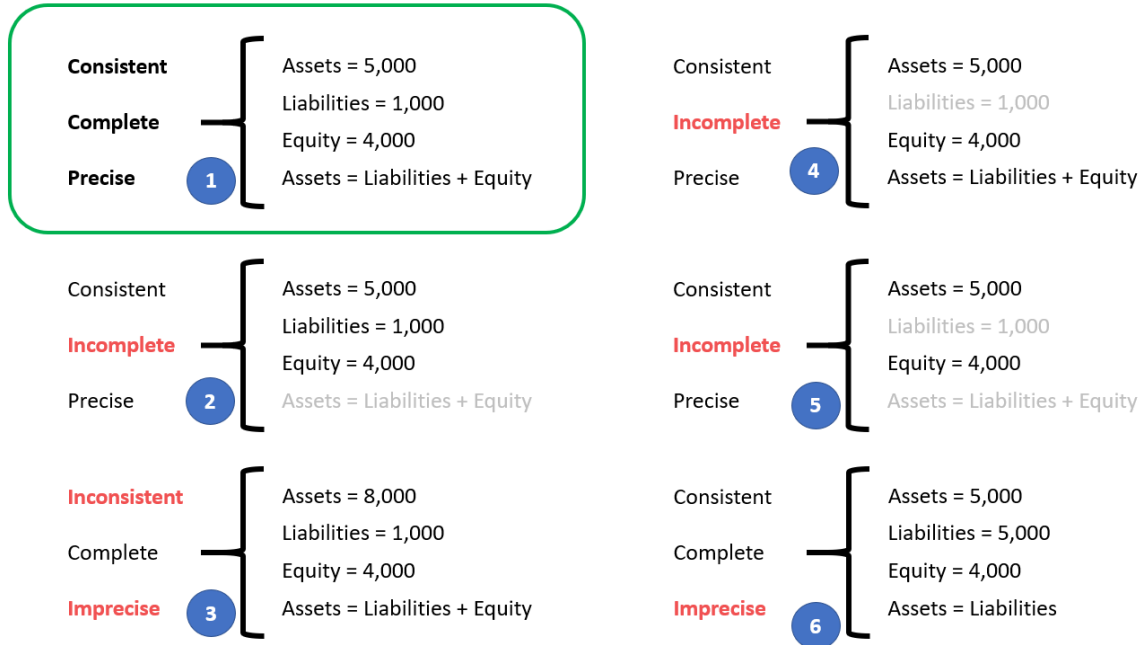 Consistent
Complete
Precise
1
Assets = 5,000
Liabilities = 1,000
Equity = 4,000
Assets = Liabilities + Equity
Consistent
Incomplete
Precise
4
Assets = 5,000
Liabilities = 1,000
Equity = 4,000
Assets = Liabilities + Equity
Consistent
Incomplete
Precise
2
Assets = 5,000
Liabilities = 1,000
Equity = 4,000
Assets = Liabilities + Equity
Consistent
Incomplete
Precise
5
Assets = 5,000
Liabilities = 1,000
Equity = 4,000
Assets = Liabilities + Equity
Inconsistent
Complete
Imprecise
3
Assets = 8,000
Liabilities = 1,000
Equity = 4,000
Assets = Liabilities + Equity
Consistent
Complete
Imprecise
6
Assets = 5,000
Liabilities = 5,000
Equity = 4,000
Assets = Liabilities